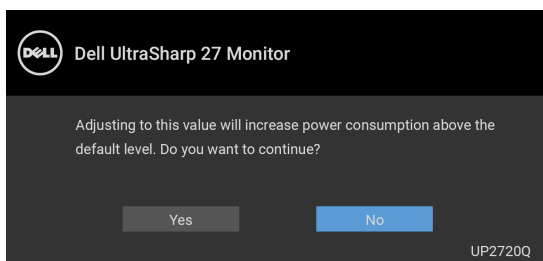 DELL
Dell UltraSharp 27 Monitor
Adjusting to this value will increase power consumption above the
default level. Do you want to continue?
Yes
No
UP2720Q